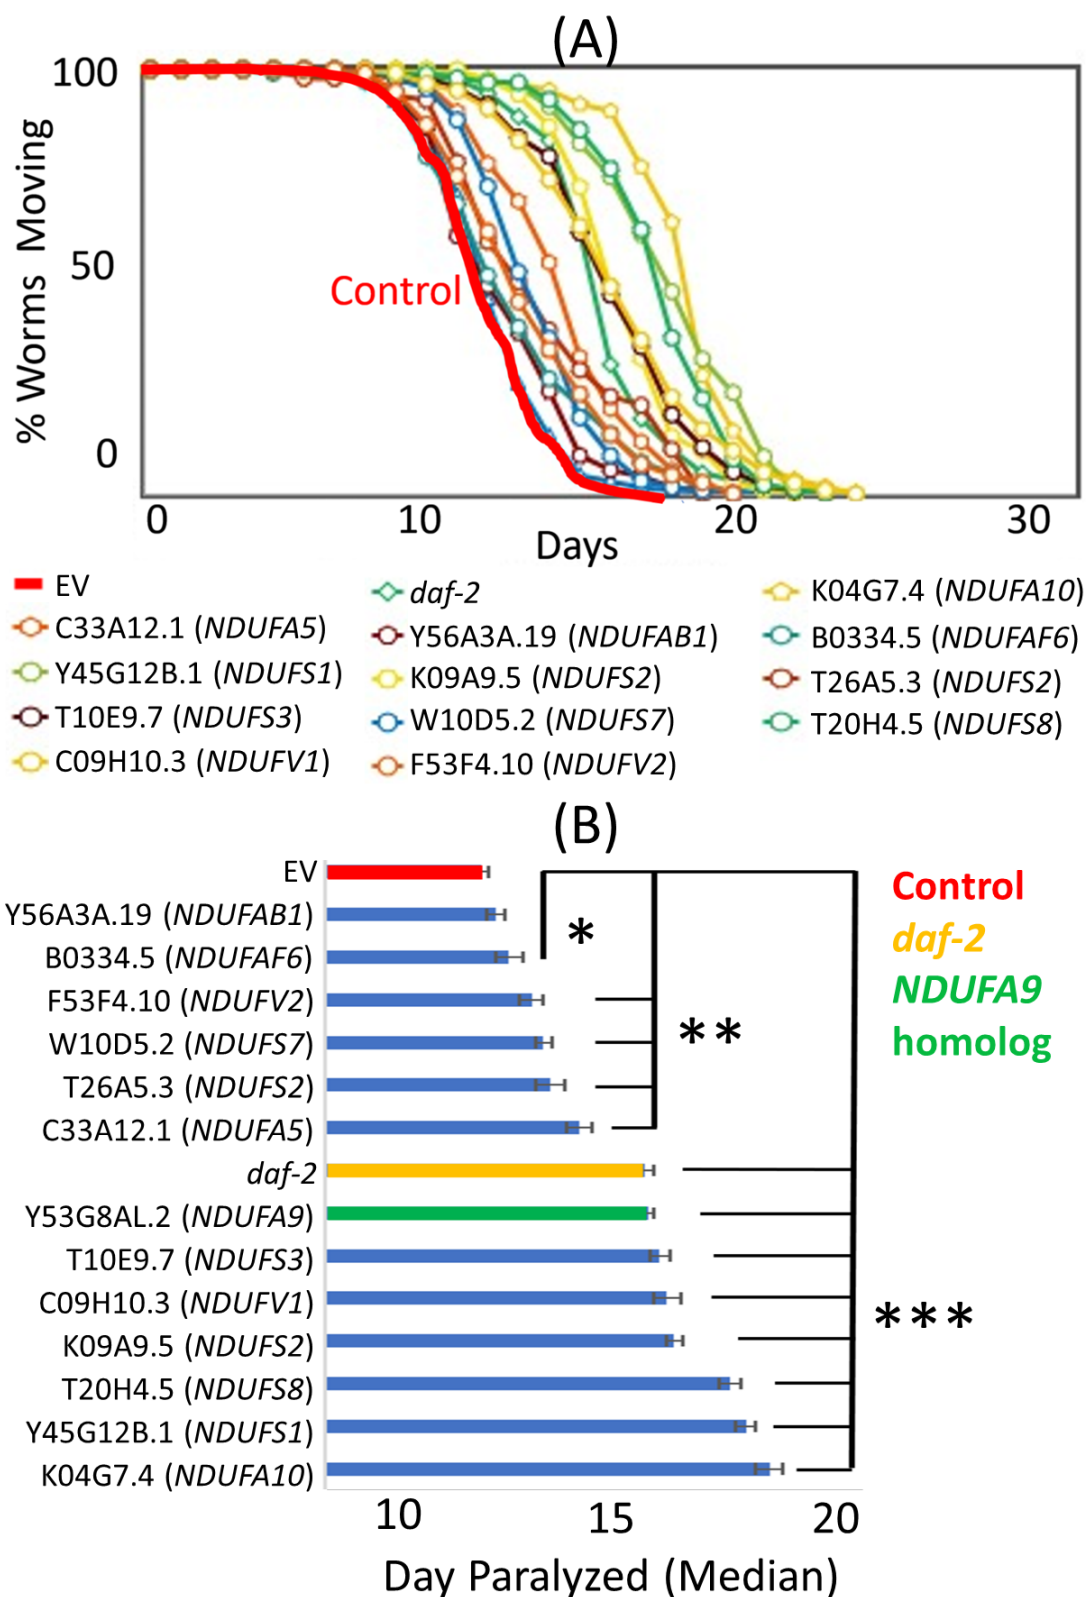 (A)
100
50
0
% Worms Moving
Control
0 10 20 30
Days
EV
C33A12.1 (NDUFA5)
Y45G12B.1 (NDUFS1)
T10E9.7 (NDUFS3)
C09H10.3 (NDUFV1)
daf-2
Y56A3A.19 (NDUFAB1)
K09A9.5 (NDUFS2)
W10D5.2 (NDUFS7)
F53F4.10 (NDUFV2)
K04G7.4 (NDUFA10)
B0334.5 (NDUFAF6)
T26A5.3 (NDUFS2)
T20H4.5 (NDUFS8)
(B)
EV
Y56A3A.19 (NDUFAB1)
B0334.5 (NDUFAF6)
F53F4.10 (NDUFV2)
W10D5.2 (NDUFS7)
T26A5.3 (NDUFS2)
C33A12.1 (NDUFA5)
daf-2
Y53G8AL.2 (NDUFA9)
T10E9.7 (NDUFS3)
C09H10.3 (NDUFV1)
K09A9.5 (NDUFS2)
T20H4.5 (NDUFS8)
Y45G12B.1 (NDUFS1)
K04G7.4 (NDUFA10)
*
**
***
Control
daf-2
NDUFA9
homolog
10 15 20
Day Paralyzed (Median)